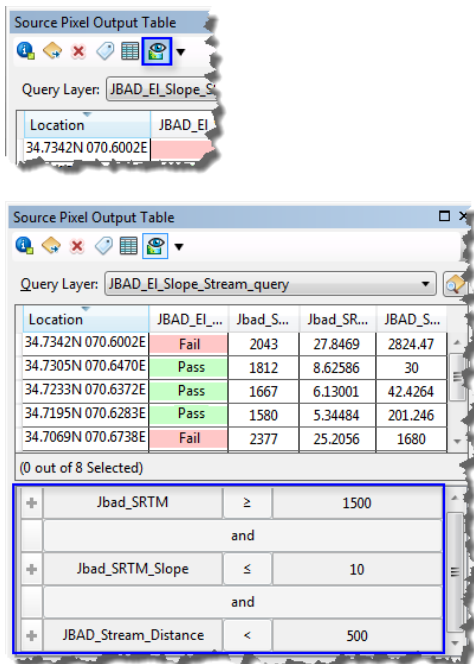 Source Pixel Output Table
Query Layer: JBAD_EI_Slope_S
Location JBAD_EI
34.7342N 070.6002E
Source Pixel Output Table
Query Layer: JBAD_EI_Slope_Stream_query
Location JBAD_EI_... Jbad_S... Jbad_SR... JBAD_S...
34.7342N 070.6002E Fail 2043 27.8469 2824.47
34.7305N 070.6470E Pass 1812 8.62586 30
34.7233N 070.6372E Pass 1667 6.13001 42.4264
34.7195N 070.6283E Pass 1580 5.34484 201.246
34.7069N 070.6738E Fail 2377 25.2056 1680
(0 out of 8 Selected)
Jbad_SRTM ≥ 1500
and
Jbad_SRTM_Slope ≤ 10
and
JBAD_Stream_Distance < 500